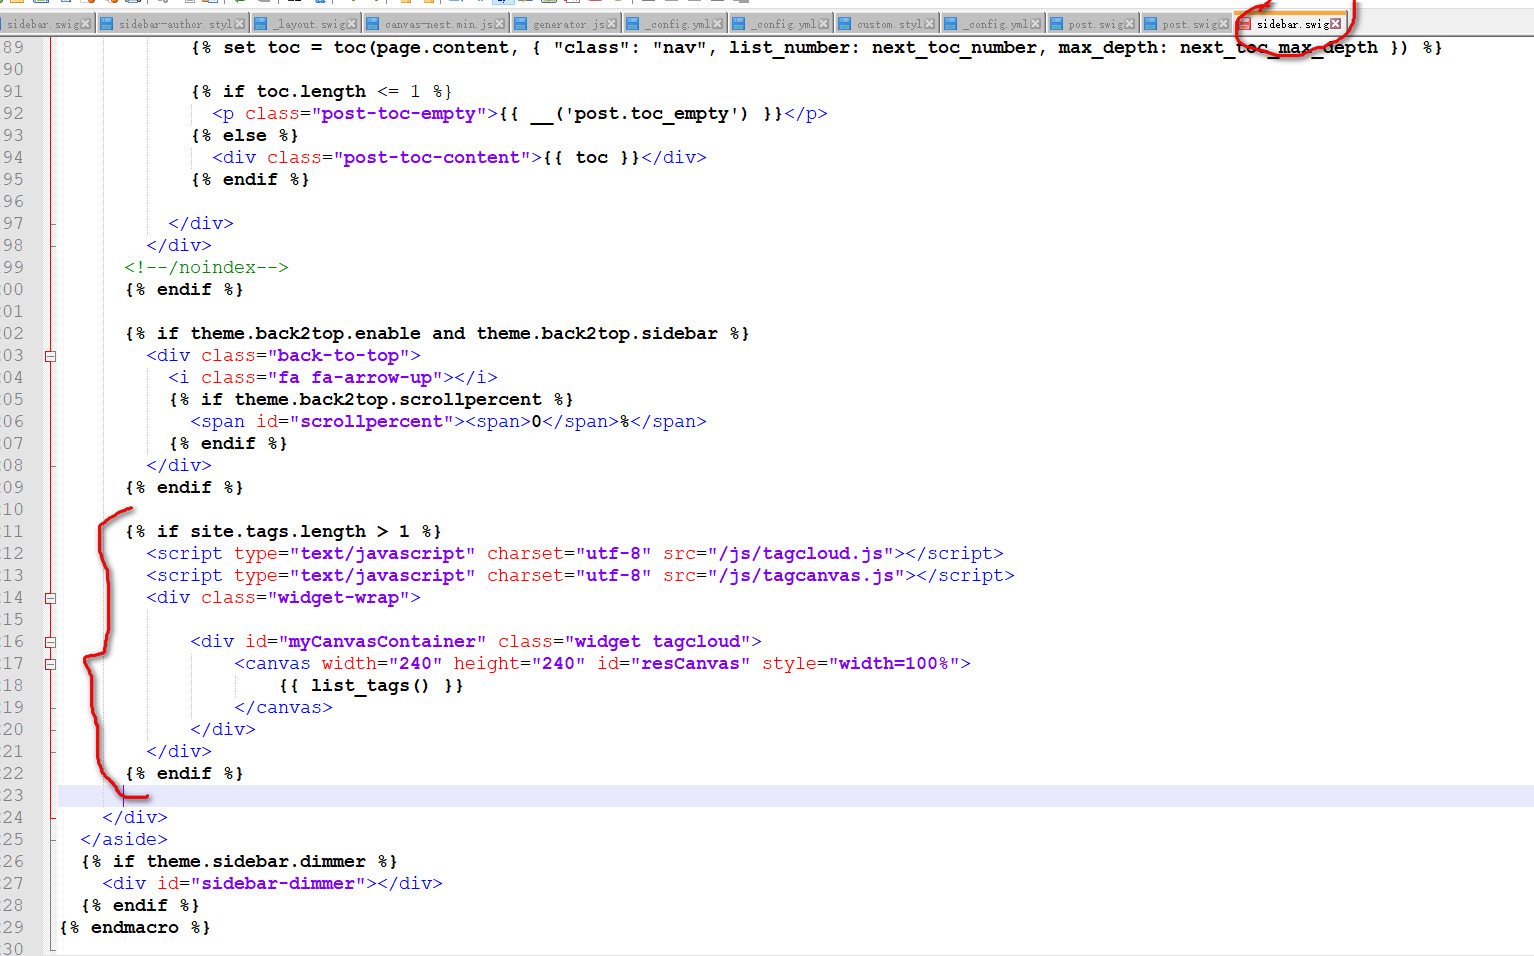 sidebar.swig sidebar-author.styl _layout.swig canvas-nest.min.js generator.js _config.yml _config.yml custom.styl _config.yml post.swig post.swig sidebar.swig
89 {% set toc = toc(page.content, { "class": "nav", list_number: next_toc_number, max_depth: next_toc_max_depth }) %}
90
91 {% if toc.length <= 1 %}
92 <p class="post-toc-empty">{{ __('post.toc_empty') }}</p>
93 {% else %}
94 <div class="post-toc-content">{{ toc }}</div>
95 {% endif %}
96
97 </div>
98 </div>
99 <!--/noindex-->
00 {% endif %}
01
02 {% if theme.back2top.enable and theme.back2top.sidebar %}
03 <div class="back-to-top">
04 <i class="fa fa-arrow-up"></i>
05 {% if theme.back2top.scrollpercent %}
06 <span id="scrollpercent"><span>0</span>%</span>
07 {% endif %}
08 </div>
09 {% endif %}
10
11 {% if site.tags.length > 1 %}
12 <script type="text/javascript" charset="utf-8" src="/js/tagcloud.js"></script>
13 <script type="text/javascript" charset="utf-8" src="/js/tagcanvas.js"></script>
14 <div class="widget-wrap">
15
16 <div id="myCanvasContainer" class="widget tagcloud">
17 <canvas width="240" height="240" id="resCanvas" style="width=100%">
18 {{ list_tags() }}
19 </canvas>
20 </div>
21 </div>
22 {% endif %}
23
24 </div>
25 </aside>
26 {% if theme.sidebar.dimmer %}
27 <div id="sidebar-dimmer"></div>
28 {% endif %}
29 {% endmacro %}
30